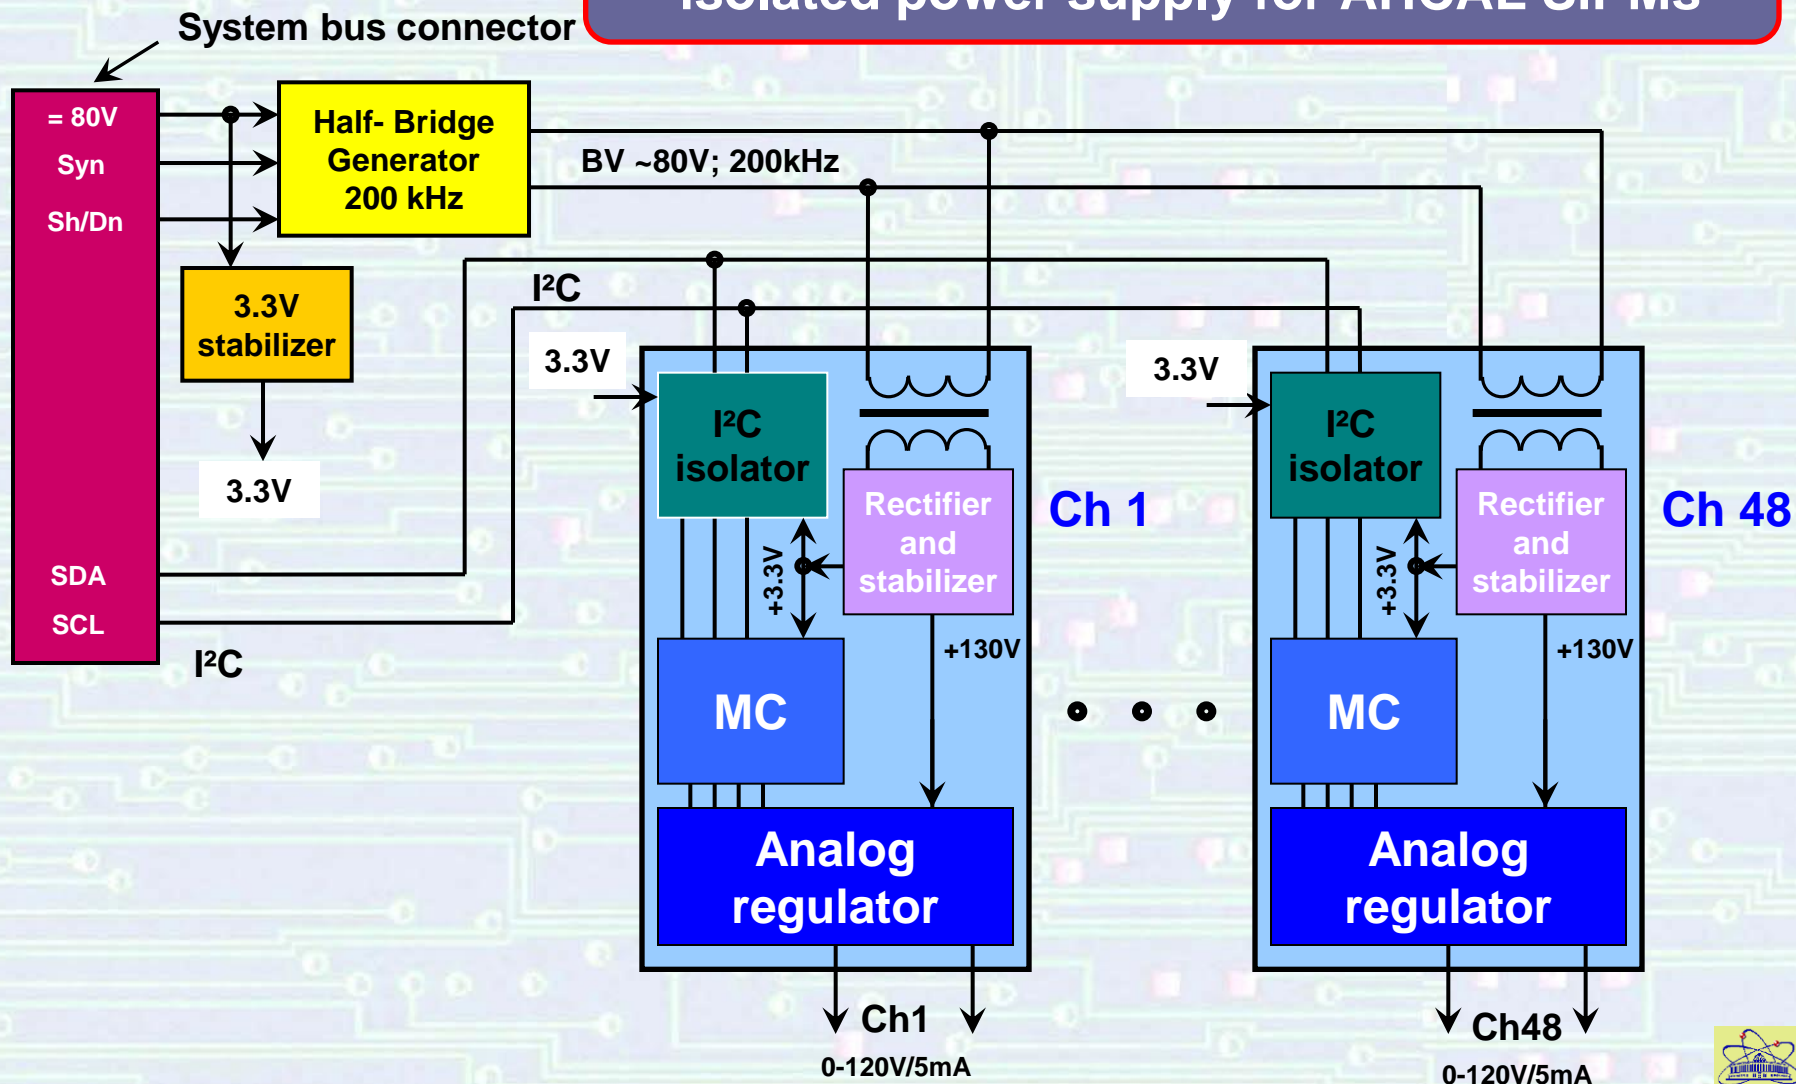 Isolated power supply for AHCAL SiPMs
System bus connector
= 80V
Syn
Sh/Dn
SDA
SCL
Half- Bridge
Generator
200 kHz
BV ~80V; 200kHz
3.3V
stabilizer
3.3V
I²C
I²C
3.3V
I²C
isolator
Rectifier
and
stabilizer
+3.3V
+130V
MC
Analog
regulator
Ch 1
Ch1
0-120V/5mA
3.3V
I²C
isolator
Rectifier
and
stabilizer
+3.3V
+130V
MC
Analog
regulator
Ch 48
Ch48
0-120V/5mA